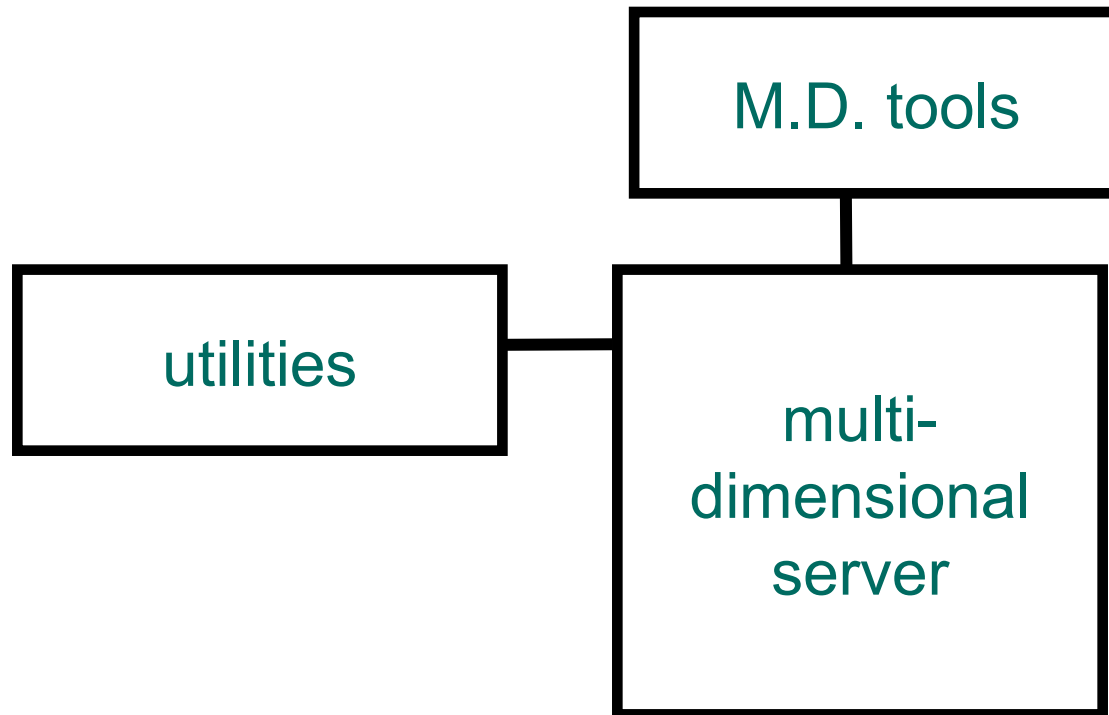 M.D. tools
utilities
multi-
dimensional
server